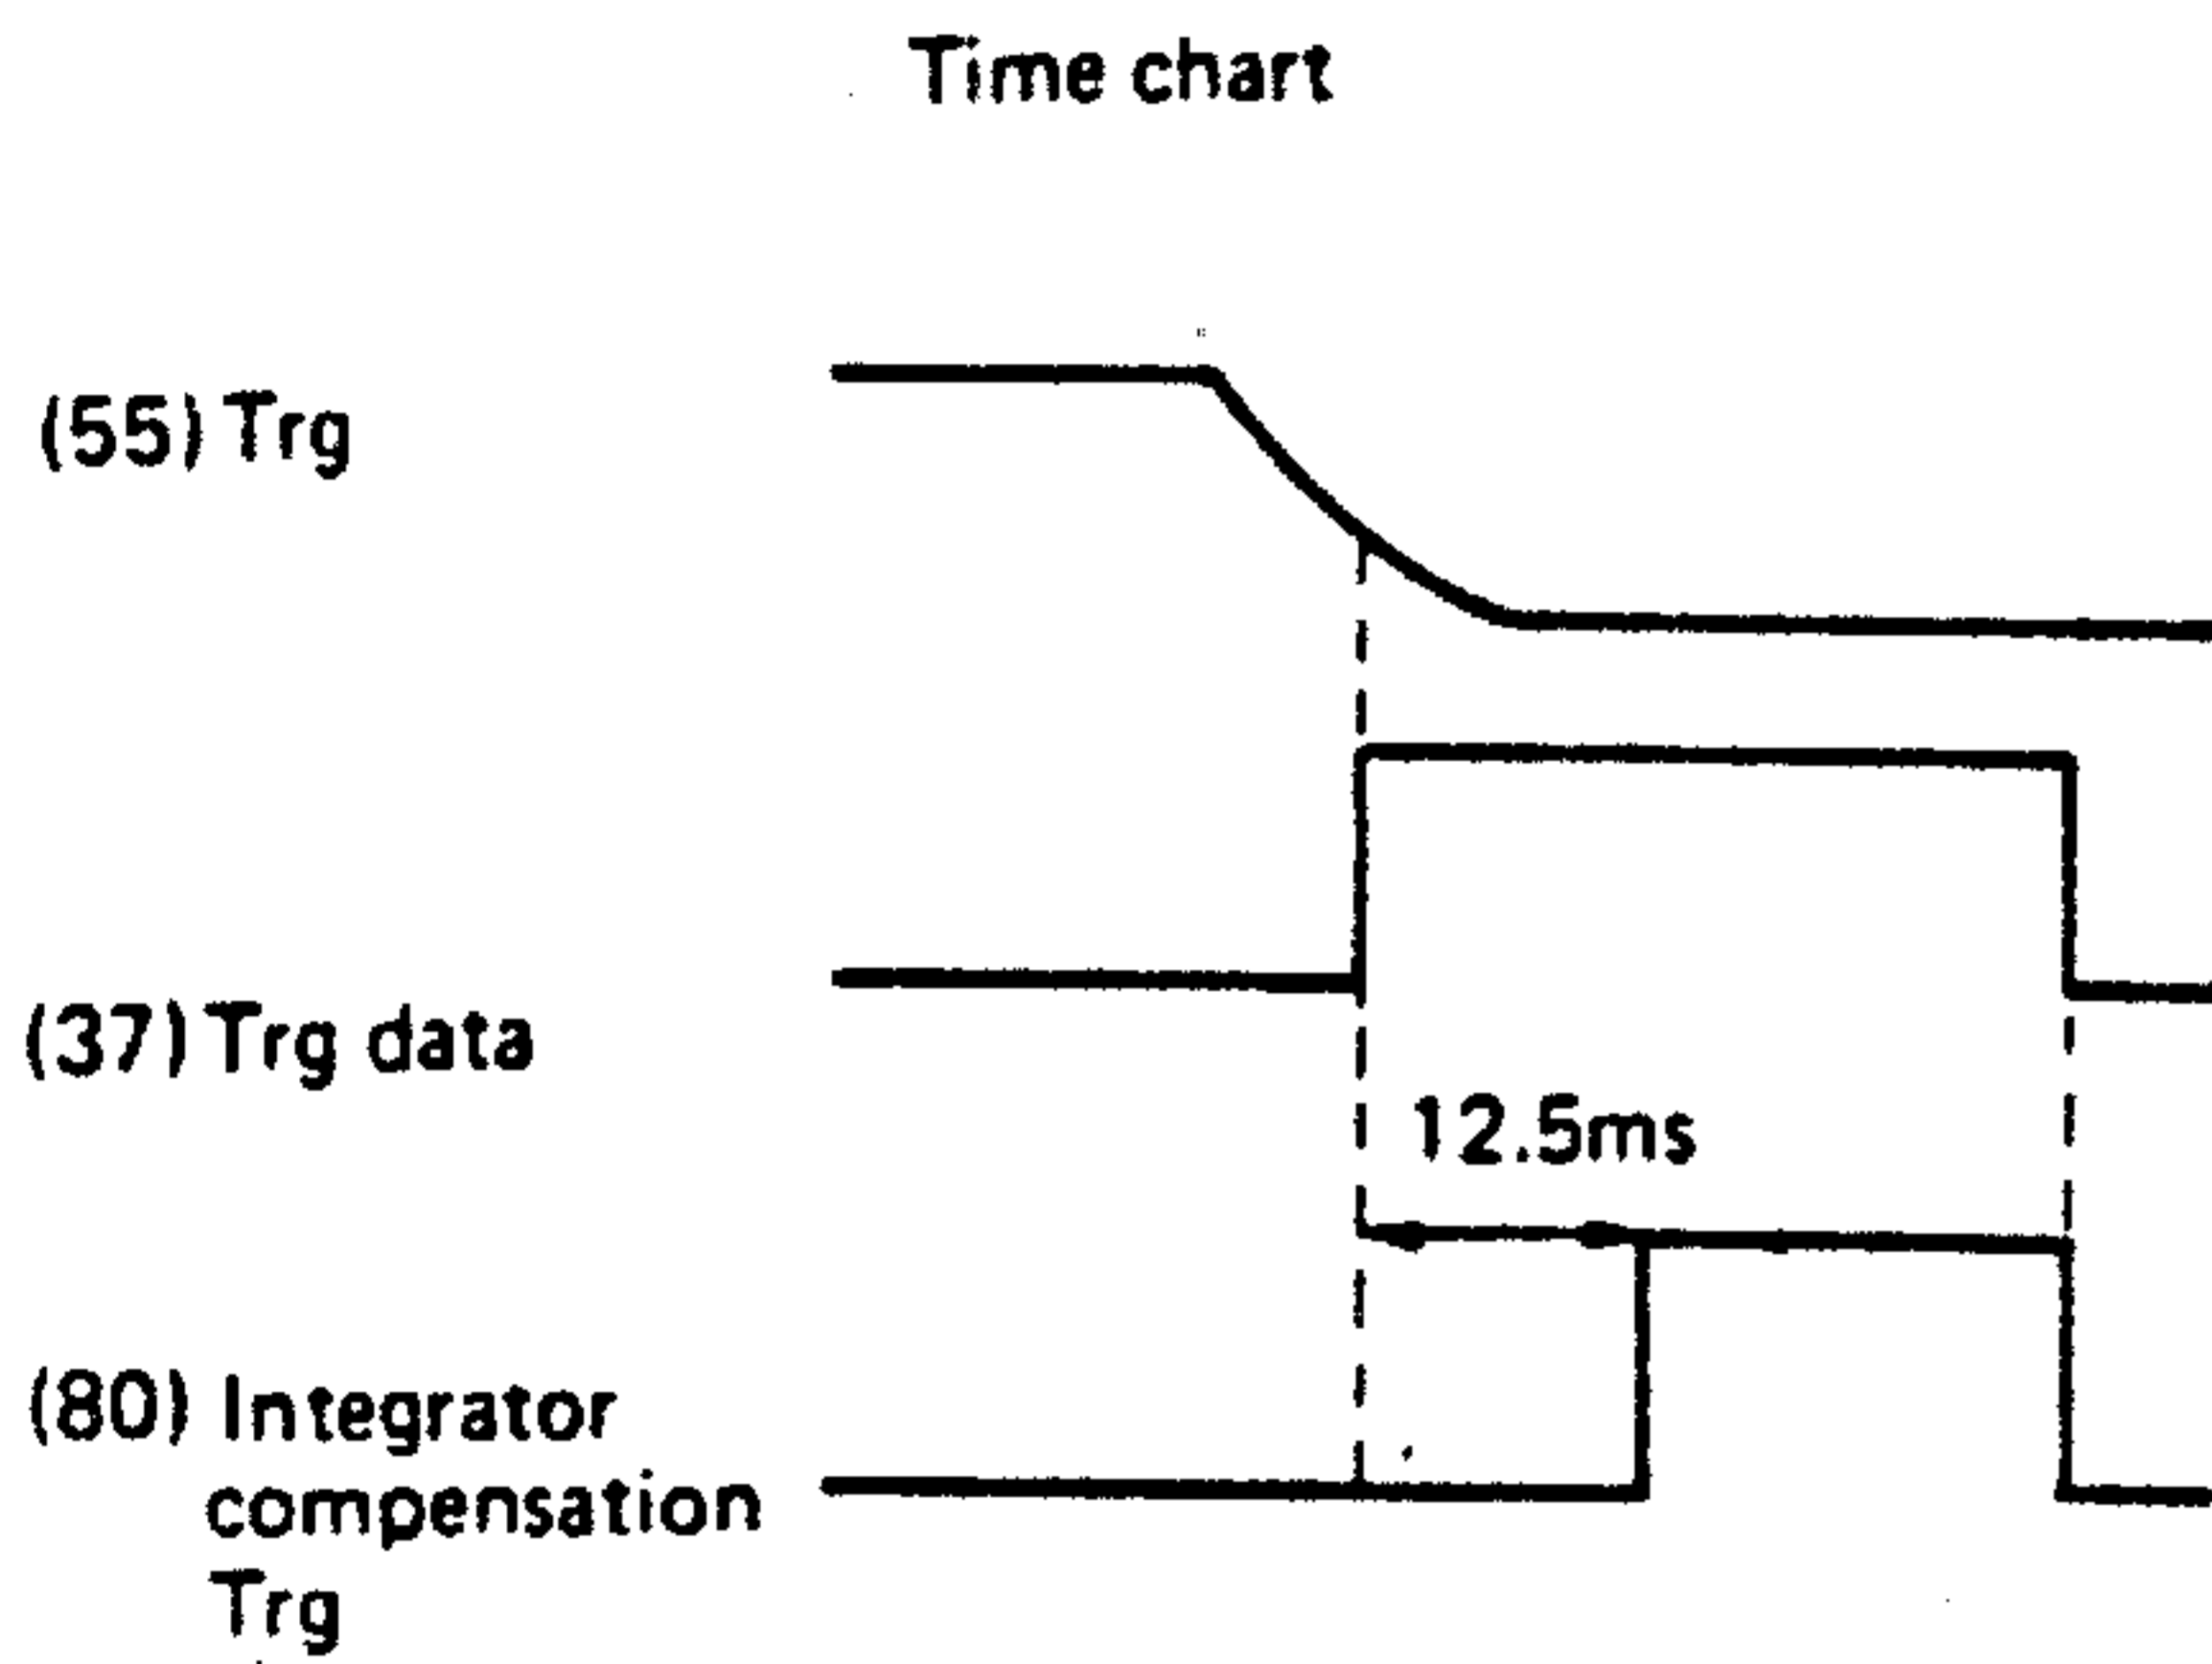 Time chart
(55) Trg
(37) Trg data
12.5ms
(80) Integrator
compensation
Trg